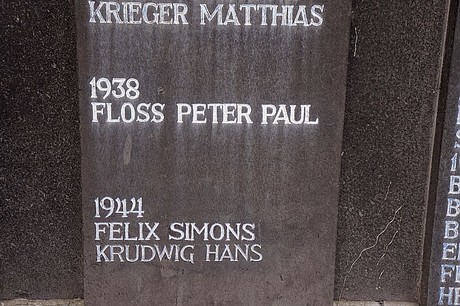 KRIEGER MATTHIAS
1938
FLOSS PETER PAUL
1944
FELIX SIMONS
KRUDWIG HANS